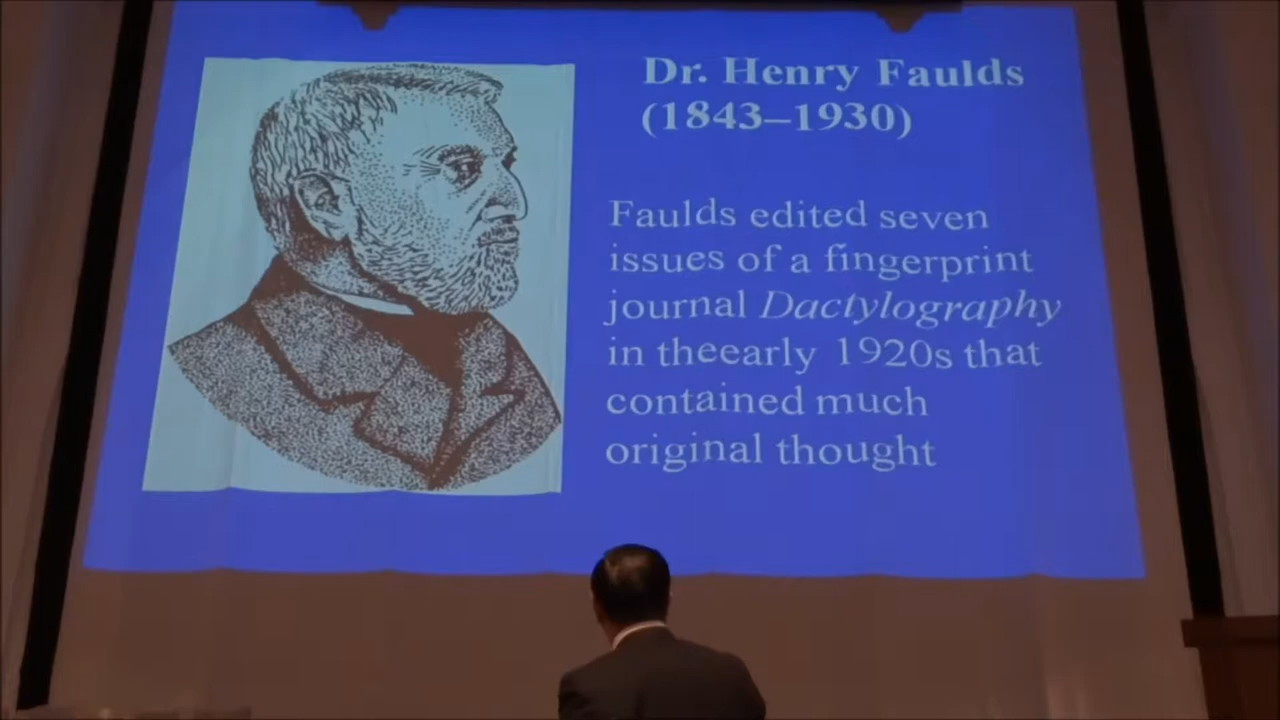 Dr. Henry Faulds
(1843–1930)
Faulds edited seven
issues of a fingerprint
journal Dactylography
in theearly 1920s that
contained much
original thought